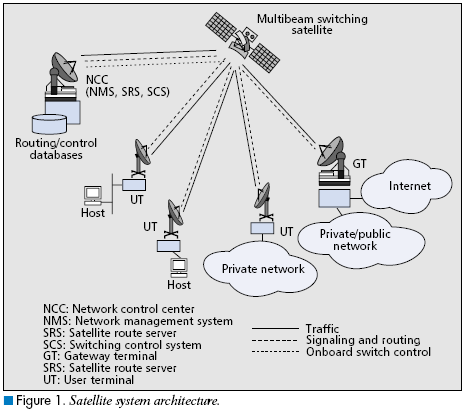 Multibeam switching
satellite
NCC
(NMS, SRS, SCS)
Routing/control
databases
UT
Host
UT
Host
UT
GT
Internet
Private/public
network
Private network
NCC: Network control center
NMS: Network management system
SRS: Satellite route server
SCS: Switching control system
GT: Gateway terminal
SRS: Satellite route server
UT: User terminal
Traffic
Signaling and routing
Onboard switch control
Figure 1. Satellite system architecture.